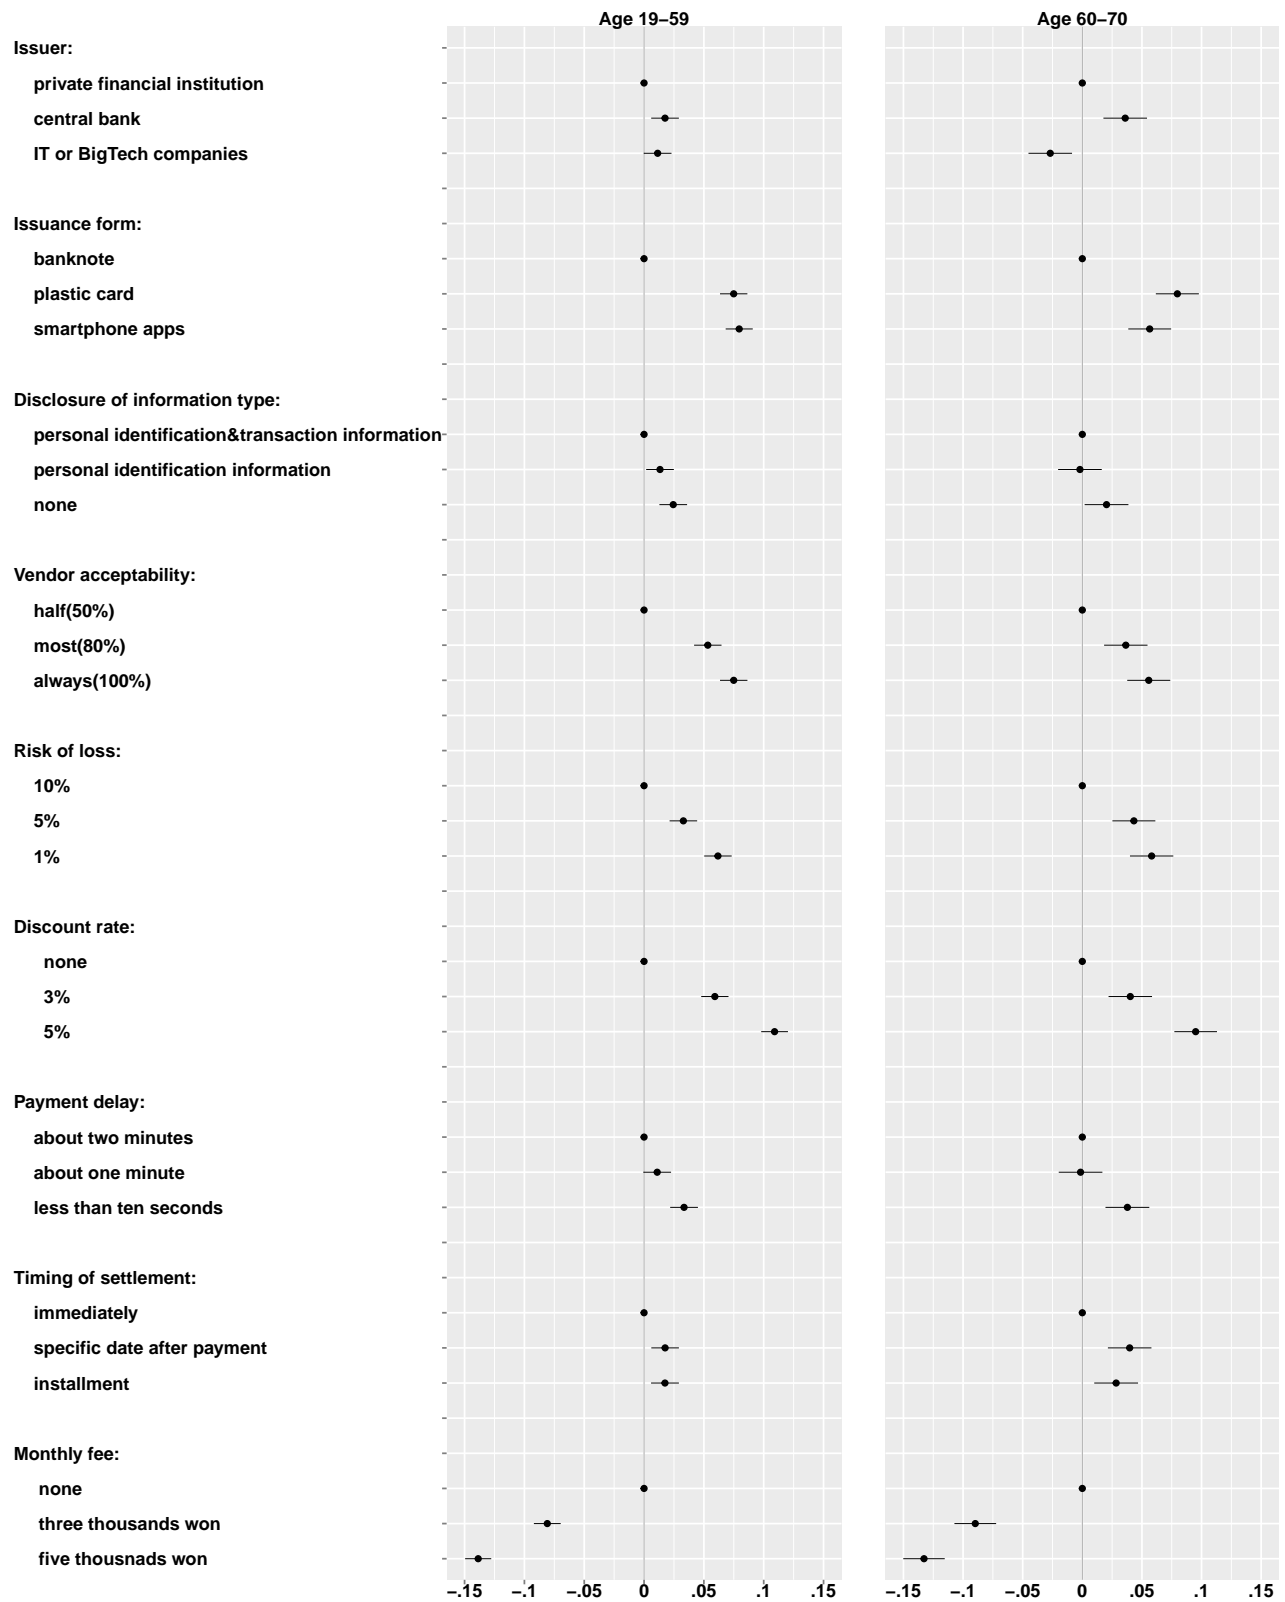 Age 19–59 Age 60–70
Issuer:
private financial institution
central bank
IT or BigTech companies
Issuance form:
banknote
plastic card
smartphone apps
Disclosure of information type:
personal identification&transaction information
personal identification information
none
Vendor acceptability:
half(50%)
most(80%)
always(100%)
Risk of loss:
10%
5%
1%
Discount rate:
none
3%
5%
Payment delay:
about two minutes
about one minute
less than ten seconds
Timing of settlement:
immediately
specific date after payment
installment
Monthly fee:
none
three thousands won
five thousnads won
−.15 −.1 −.05 0 .05 .1 .15 −.15 −.1 −.05 0 .05 .1 .15